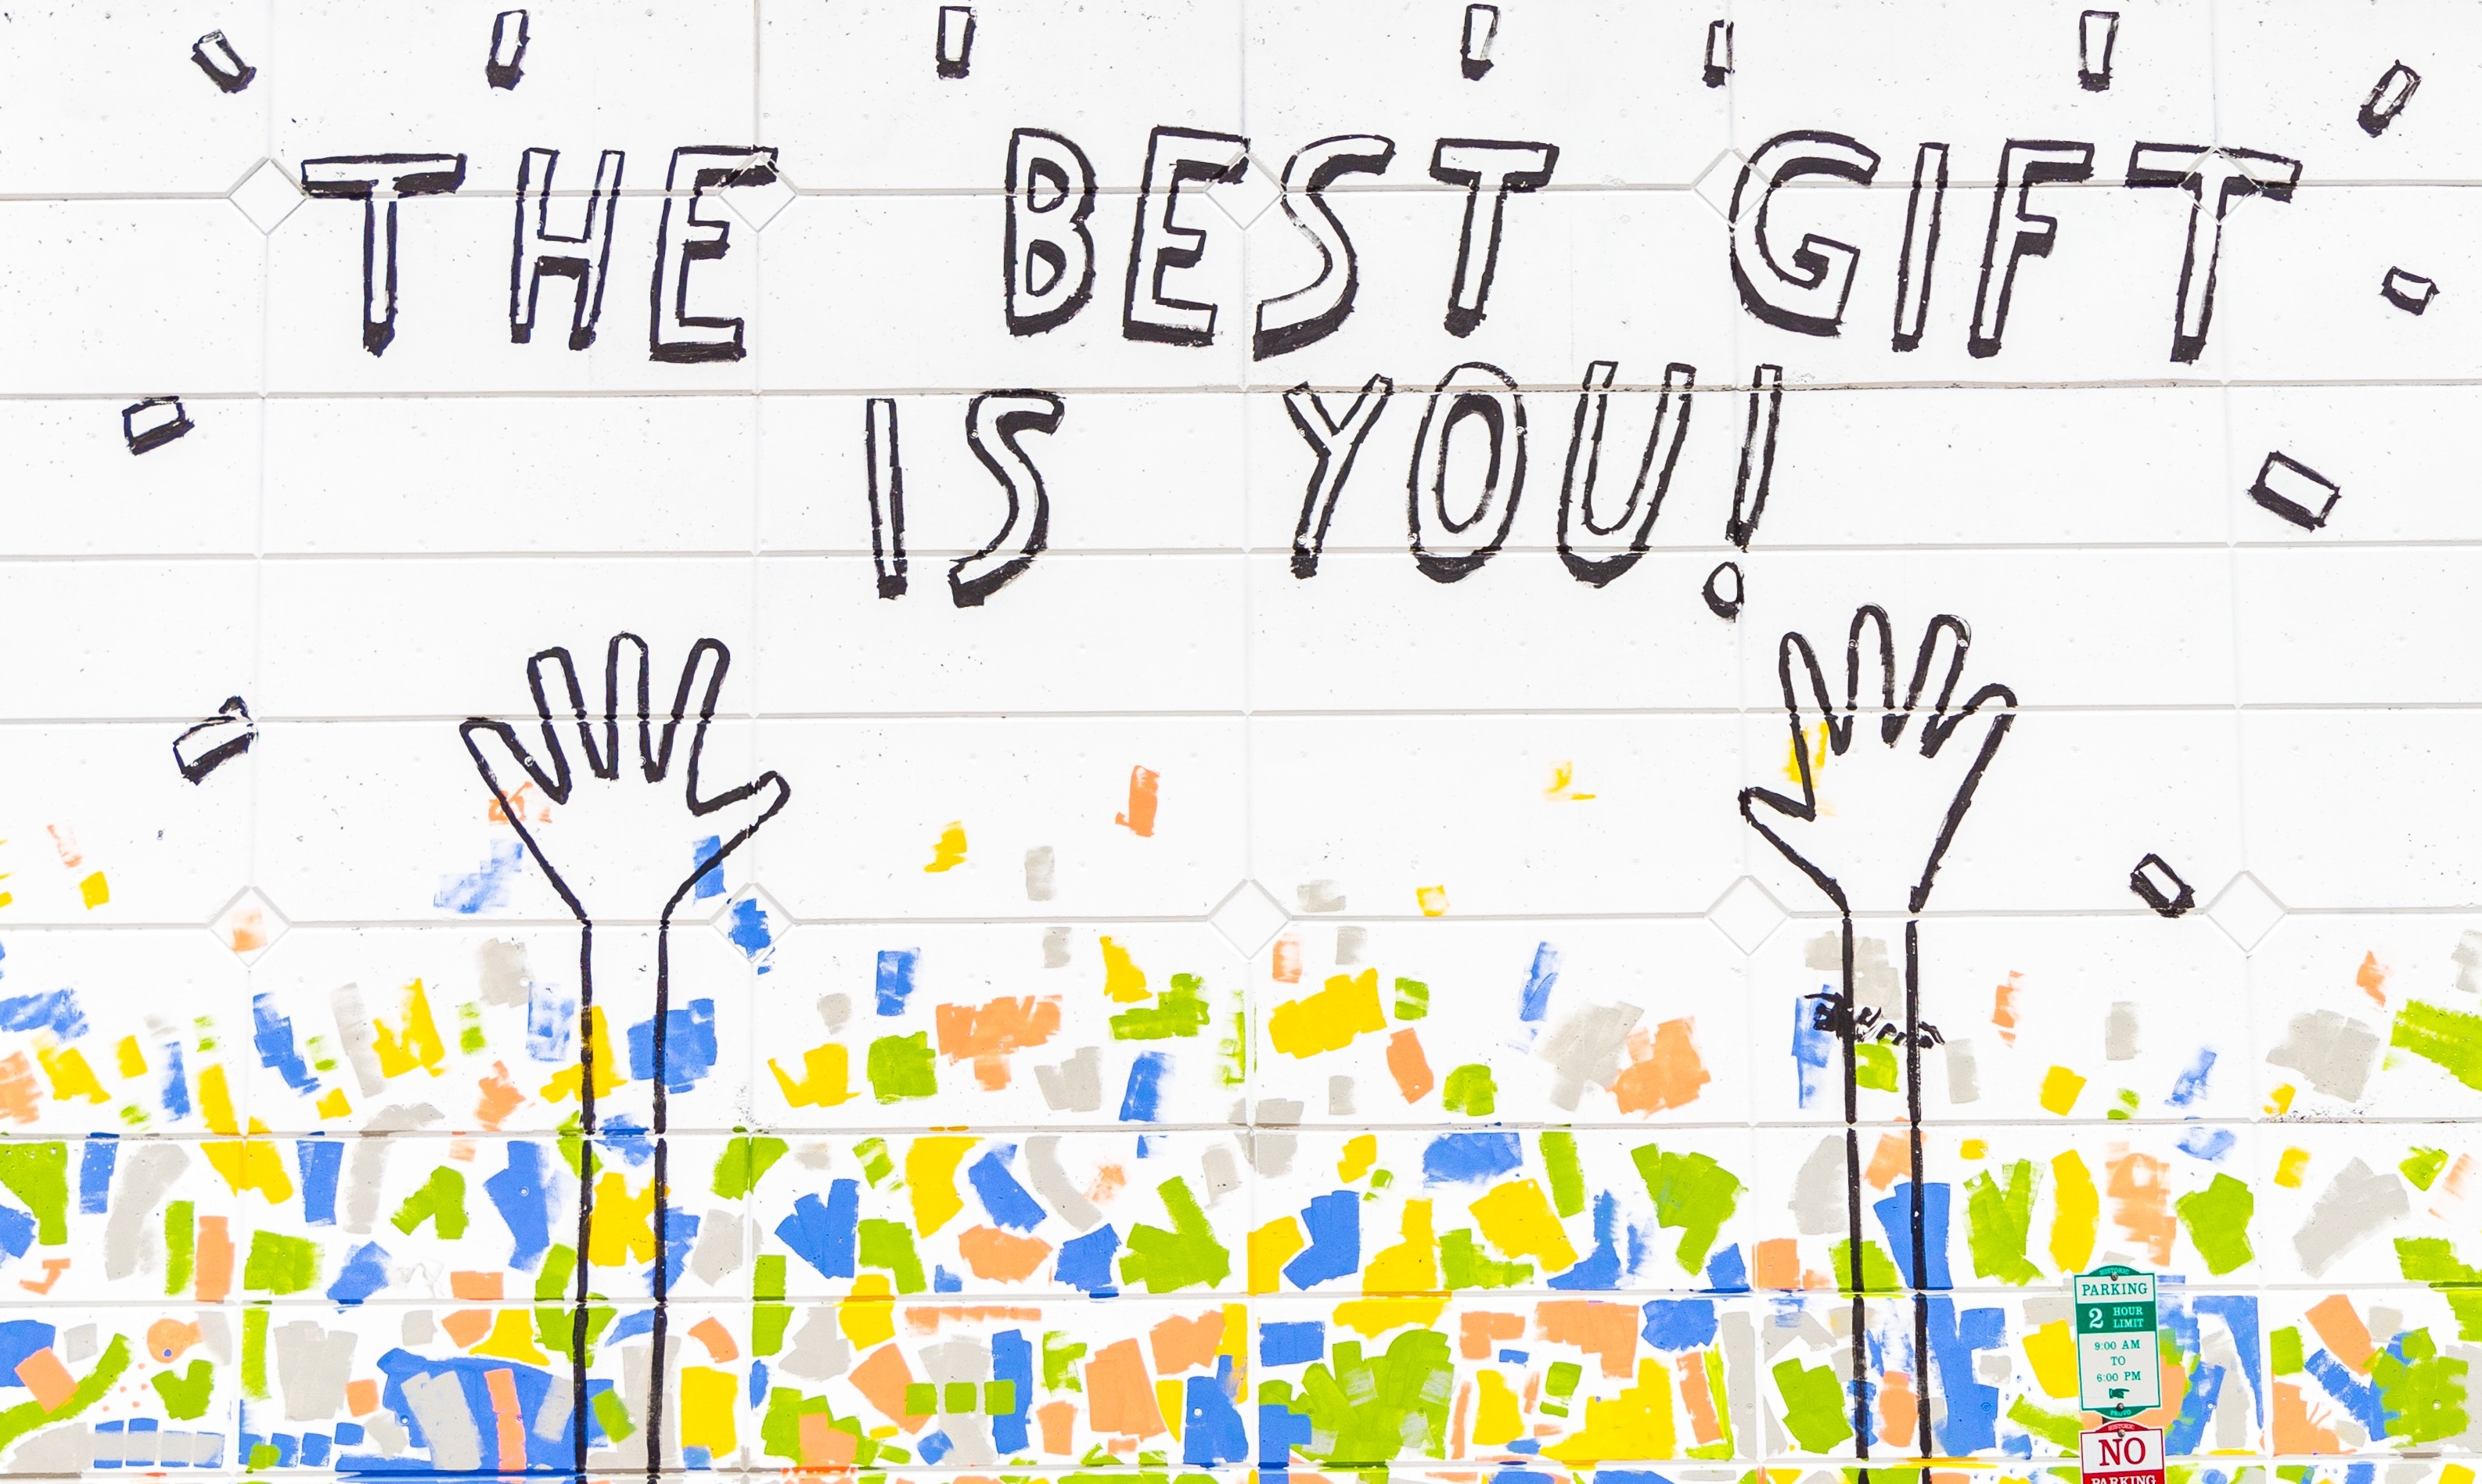 THE BEST GIFT
IS YOU!
HISTORIC
PARKING
2 HOUR
LIMIT
9:00 AM
TO
6:00 PM
PROVO
HISTORIC
NO
PARKING